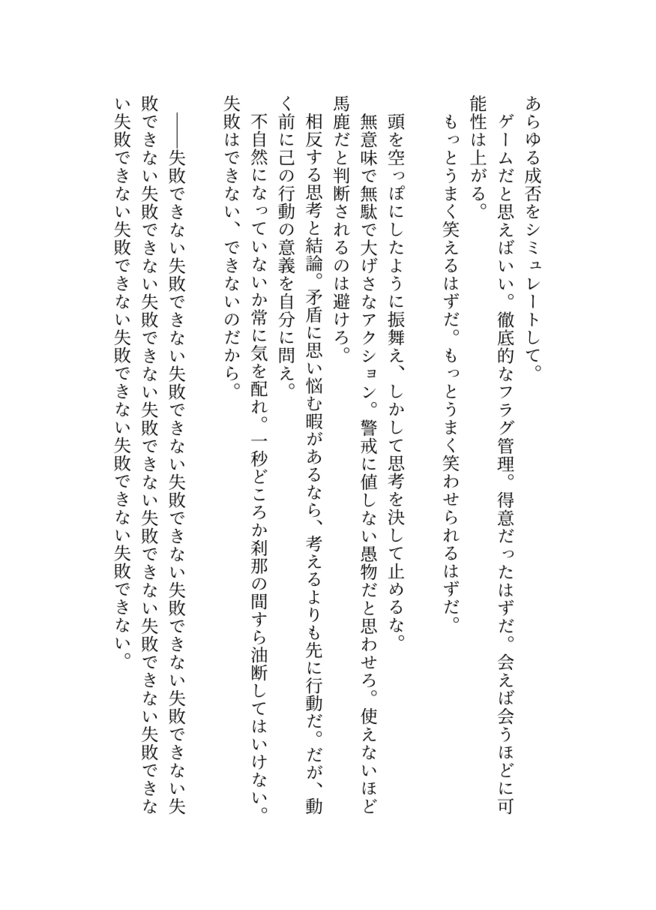 あらゆる成否をシミュレートして。
ゲームだと思えばいい。徹底的なフラグ管理。得意だったはずだ。会えば会うほどに可
能性は上がる。
もっとうまく笑えるはずだ。もっとうまく笑わせられるはずだ。
頭を空っぽにしたように振舞え、しかして思考を決して止めるな。
無意味で無駄で大げさなアクション。警戒に値しない愚物だと思わせろ。使えないほど
馬鹿だと判断されるのは避けろ。
相反する思考と結論。矛盾に思い悩む暇があるなら、考えるよりも先に行動だ。だが、動
く前に己の行動の意義を自分に問え。
不自然になっていないか常に気を配れ。一秒どころか刹那の間すら油断してはいけない。
失敗はできない、できないのだから。
――失敗できない失敗できない失敗できない失敗できない失敗できない失敗できない失
敗できない失敗できない失敗できない失敗できない失敗できない失敗できない失敗できな
い失敗できない失敗できない失敗できない失敗できない失敗できない。